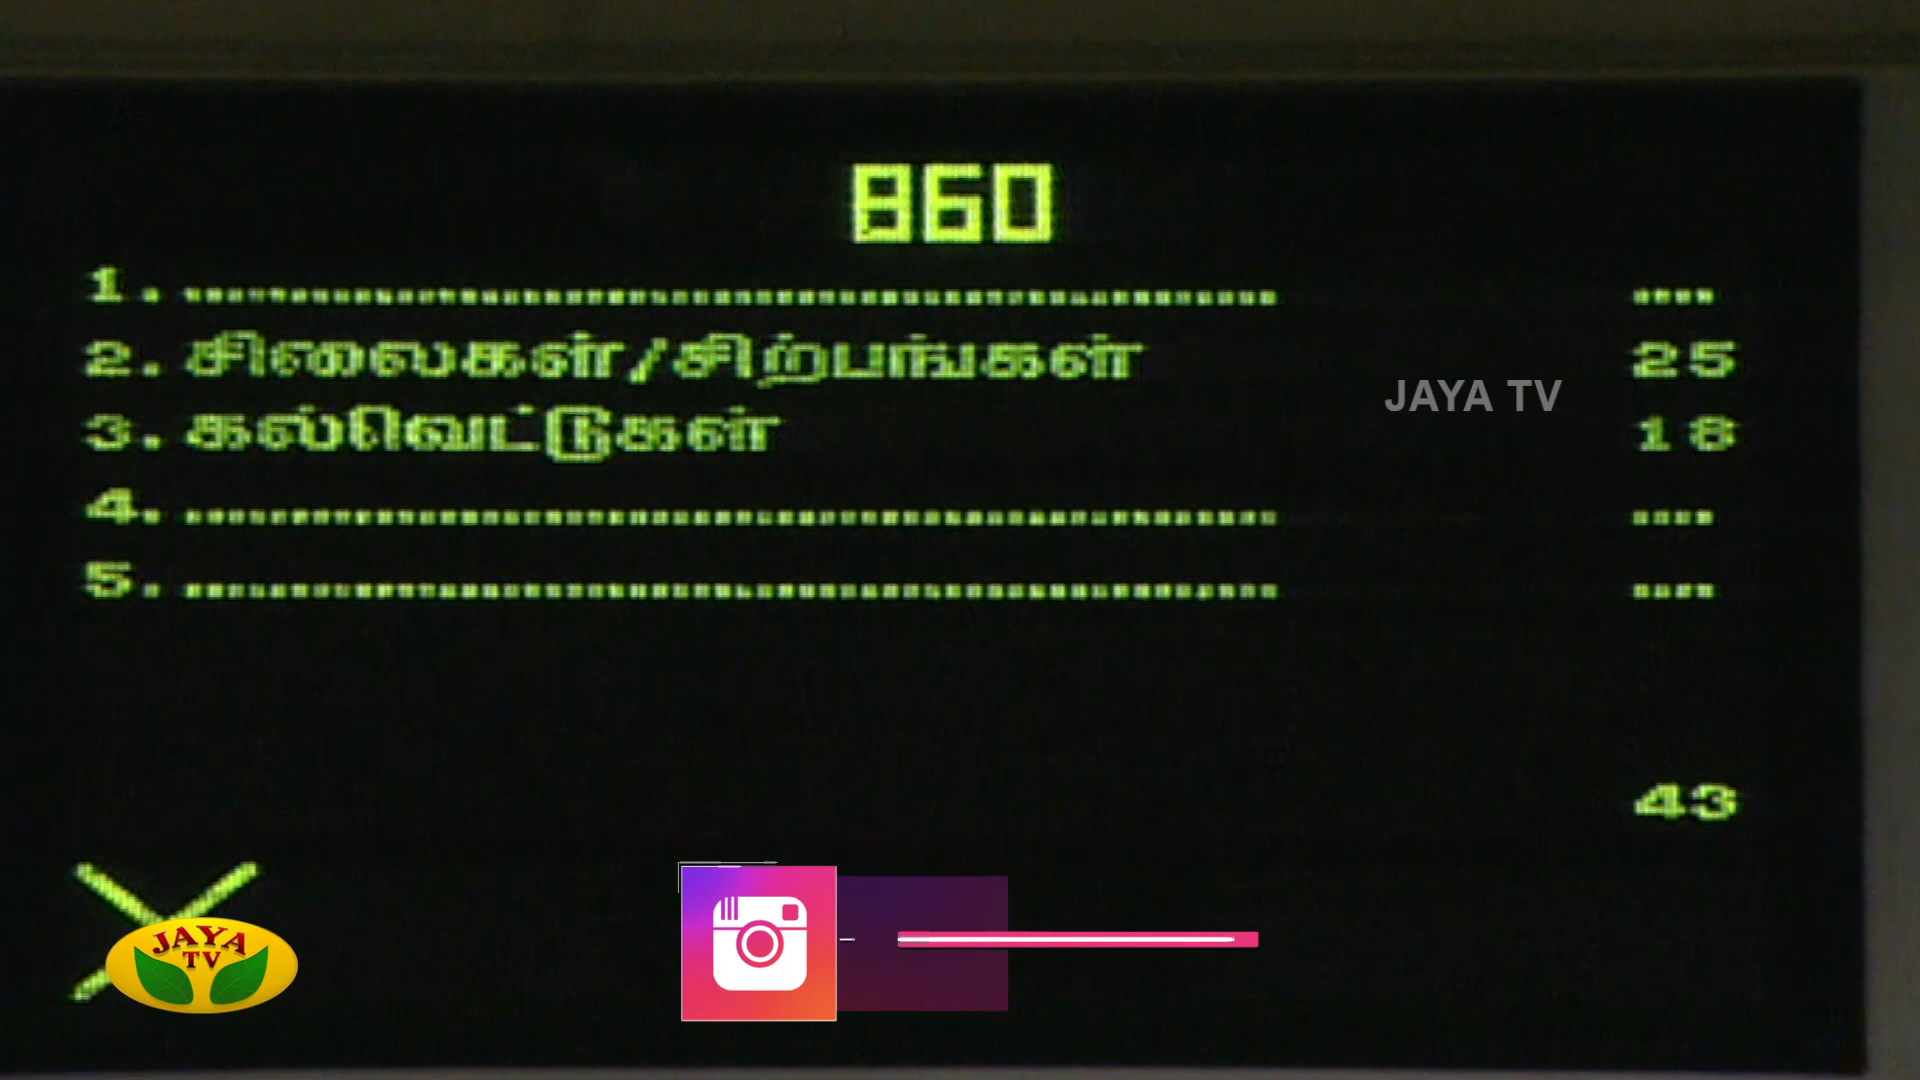 860
1. ....................................................  ....
2. சிலைகள்/சிற்பங்கள் 25
3. கல்வெட்டுகள் 18
JAYA TV
4. ....................................................  ....
5. ....................................................  ....
43
JAYA
TV